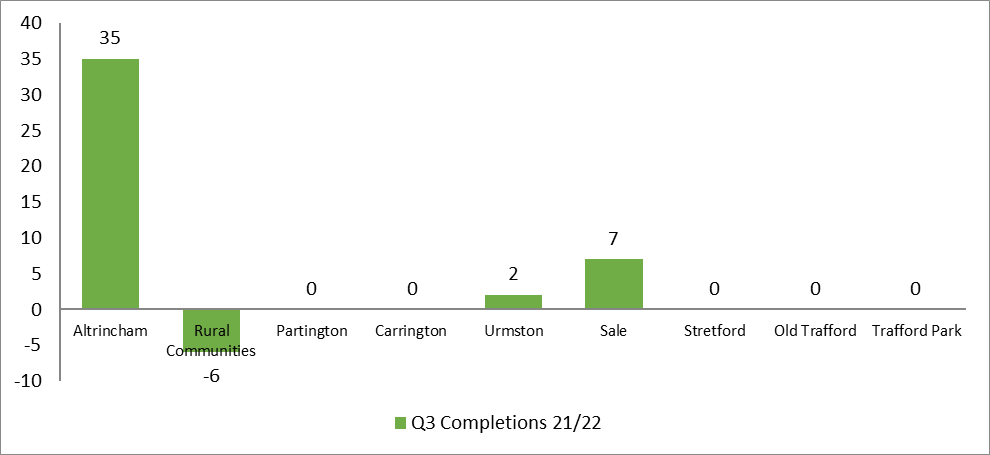 40
35
30
25
20
15
10
5
0
-5
-10
35
-6
0
0
2
7
0
0
0
Altrincham
Rural
Communities
Partington
Carrington
Urmston
Sale
Stretford
Old Trafford
Trafford Park
Q3 Completions 21/22